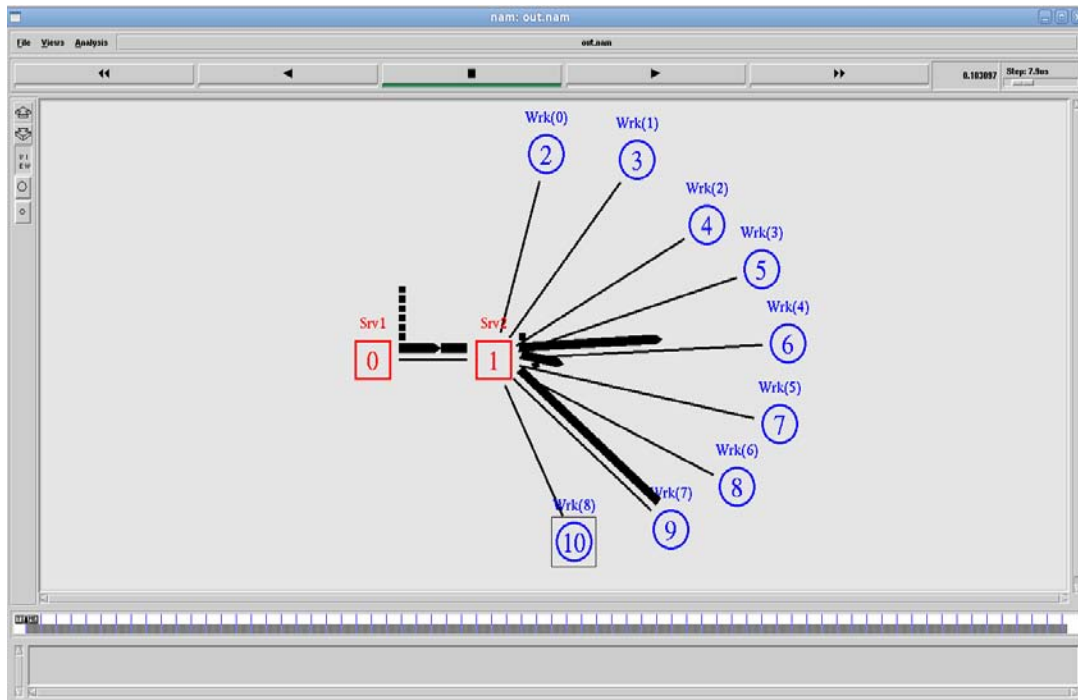 nam: out.nam
File Views Analysis
out.nam
0.183097
Step: 7.9ms
VIEW
Wrk(0)
2
Wrk(1)
3
Wrk(2)
4
Wrk(3)
5
Wrk(4)
6
Srv1
0
Srv2
1
Wrk(5)
7
Wrk(6)
8
Wrk(7)
9
Wrk(8)
10